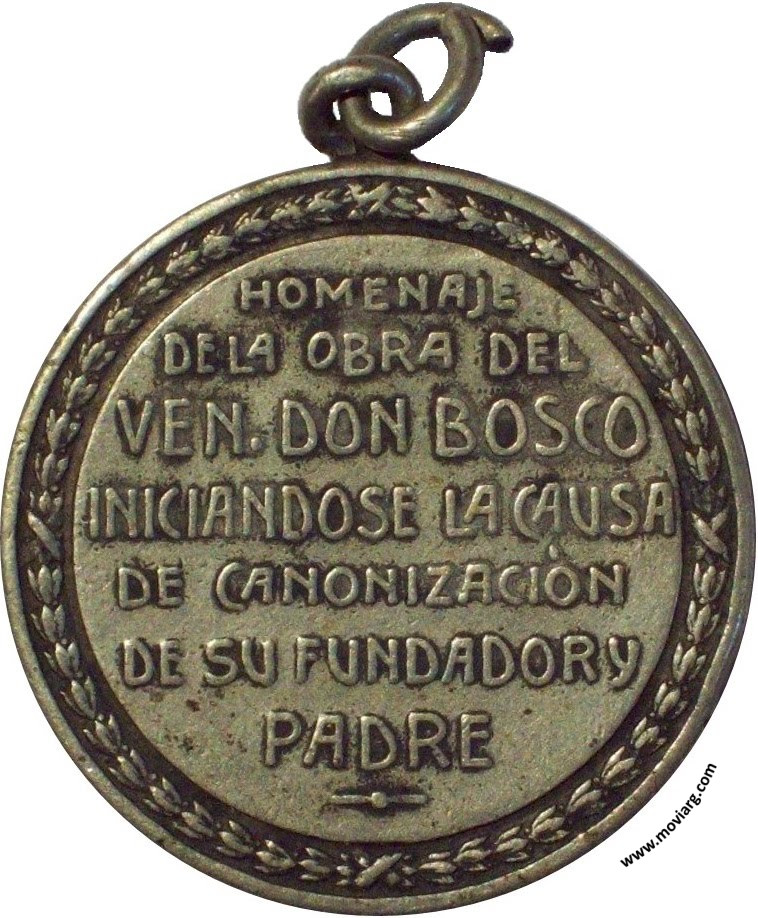 HOMENAJE
DE LA OBRA DEL
VEN. DON BOSCO
INICIANDOSE LA CAUSA
DE CANONIZACIÒN
DE SU FUNDADOR Y
PADRE
www.moviarg.com